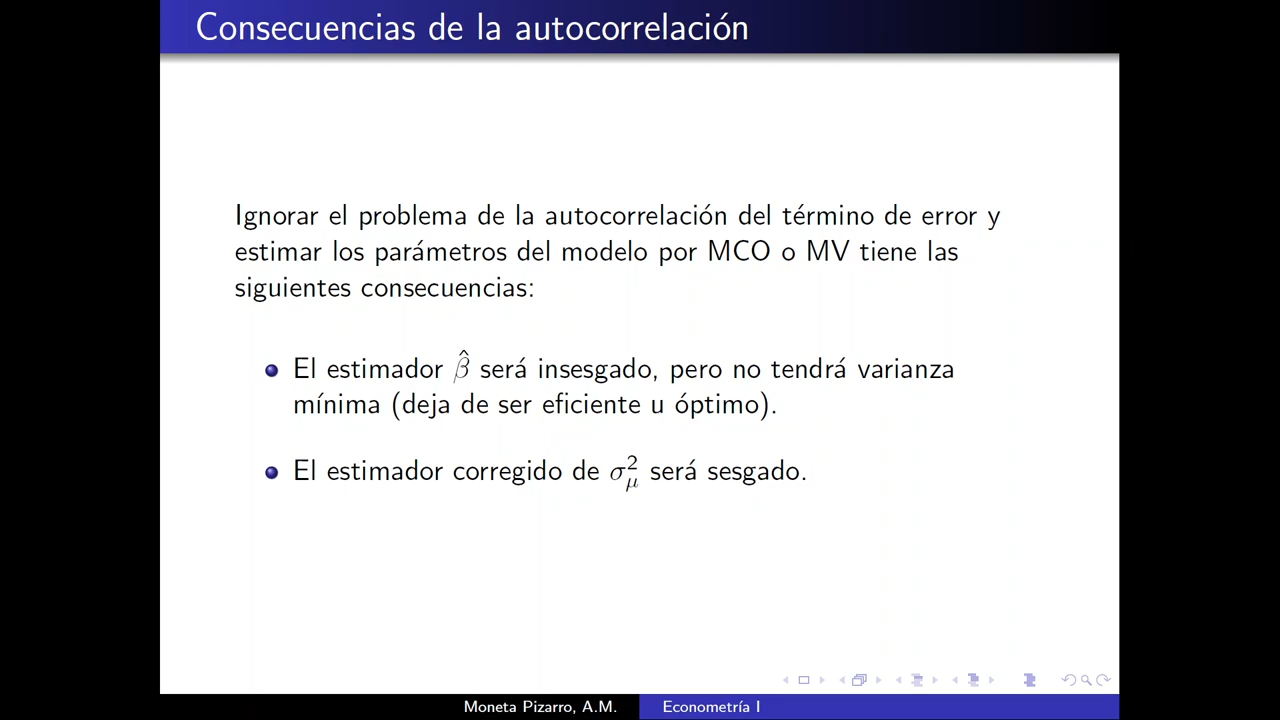 Consecuencias de la autocorrelación
Ignorar el problema de la autocorrelación del término de error y
estimar los parámetros del modelo por MCO o MV tiene las
siguientes consecuencias:
El estimador β̂ será insesgado, pero no tendrá varianza
mínima (deja de ser eficiente u óptimo).
El estimador corregido de σ²_μ será sesgado.
Moneta Pizarro, A.M. Econometría I